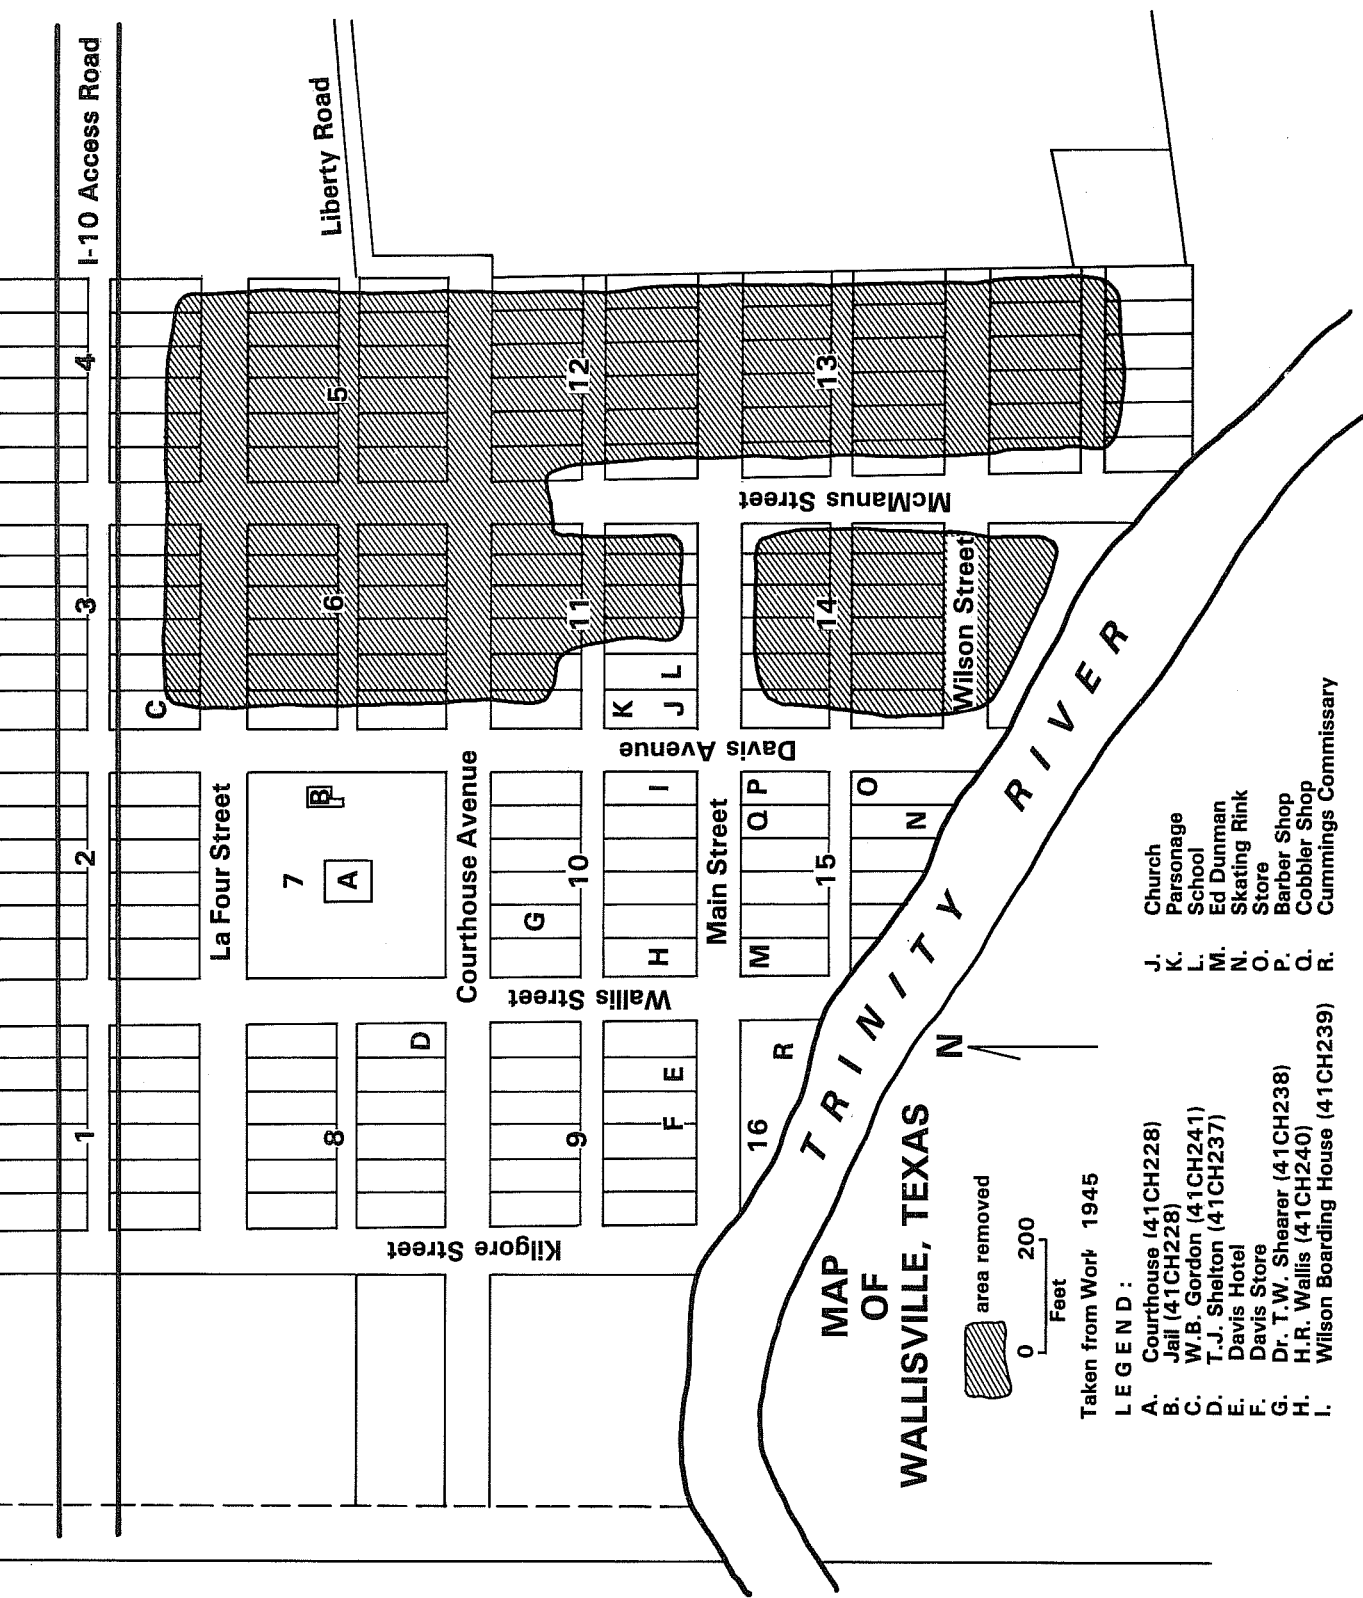 I-10 Access Road
Liberty Road
La Four Street
Courthouse Avenue
Main Street
Wilson Street
Kilgore Street
Wallis Street
Davis Avenue
McManus Street
1
2
3
4
8
7
6
5
9
10
11
12
16
15
14
13
A
B
C
D
E
F
G
H
I
J
K
L
M
N
O
P
Q
R
TRINITY RIVER
N
MAP
OF
WALLISVILLE, TEXAS
area removed
0 200
Feet
Taken from Work 1945
LEGEND:
A. Courthouse (41CH228)
B. Jail (41CH228)
C. W.B. Gordon (41CH241)
D. T.J. Shelton (41CH237)
E. Davis Hotel
F. Davis Store
G. Dr. T.W. Shearer (41CH238)
H. H.R. Wallis (41CH240)
I. Wilson Boarding House (41CH239)
J. Church
K. Parsonage
L. School
M. Ed Dunman
N. Skating Rink
O. Store
P. Barber Shop
Q. Cobbler Shop
R. Cummings Commissary